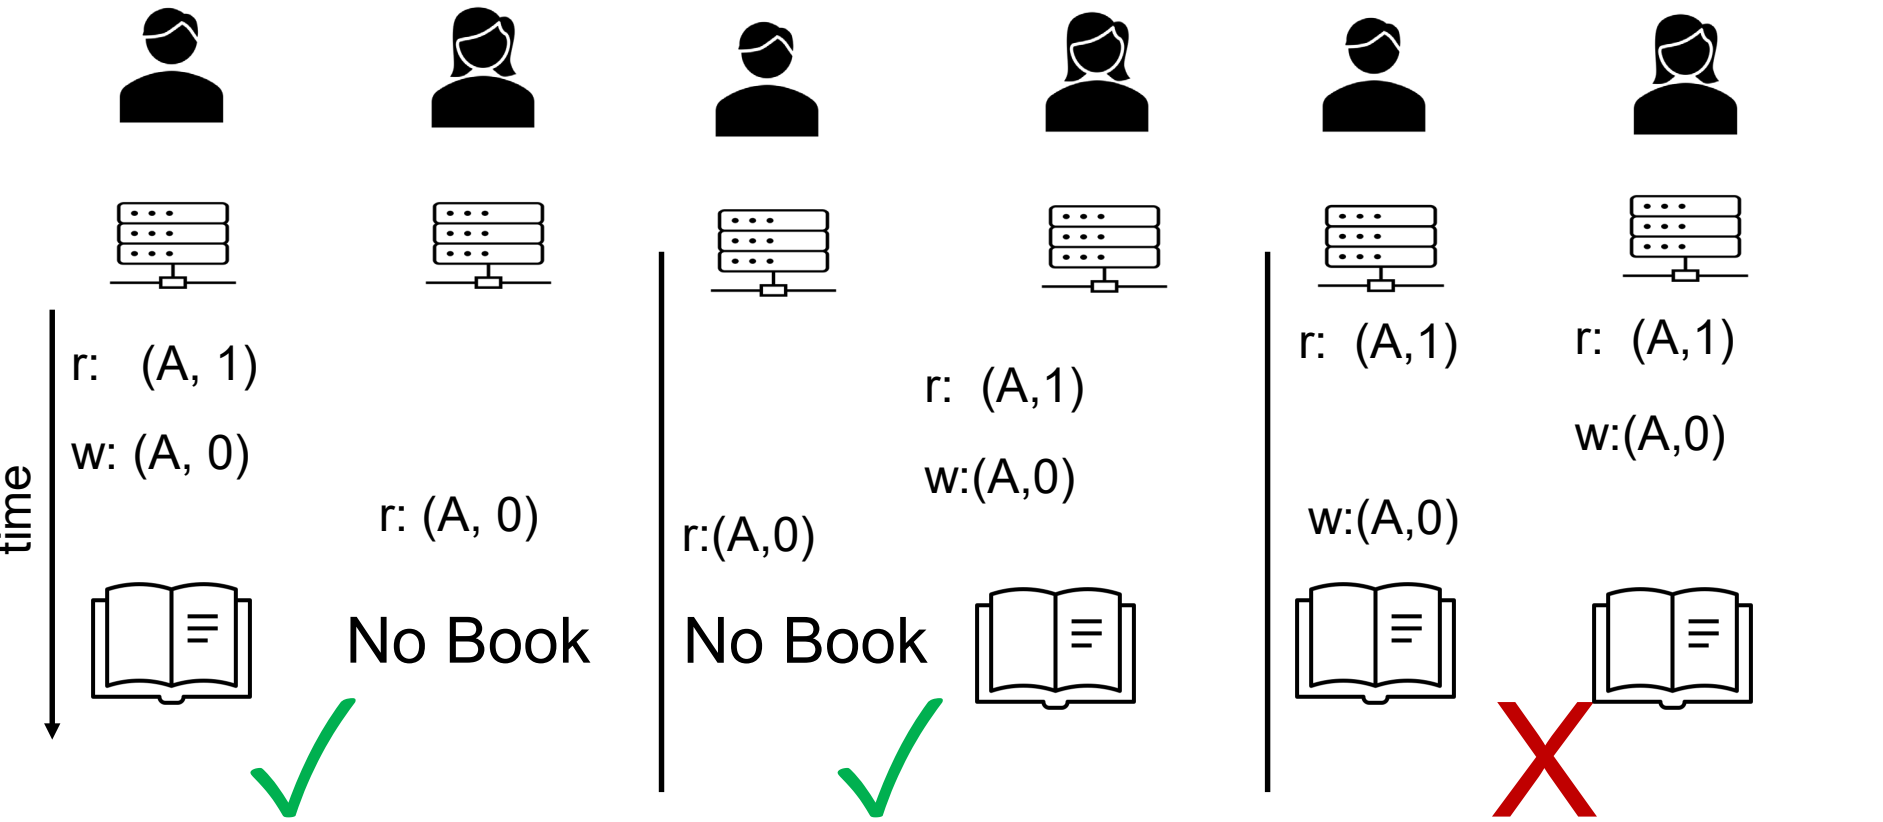 time
r: (A, 1)
w: (A, 0)
r: (A, 0)
No Book
r: (A,1)
w:(A,0)
r:(A,0)
No Book
r: (A,1)
r: (A,1)
w:(A,0)
w:(A,0)
X